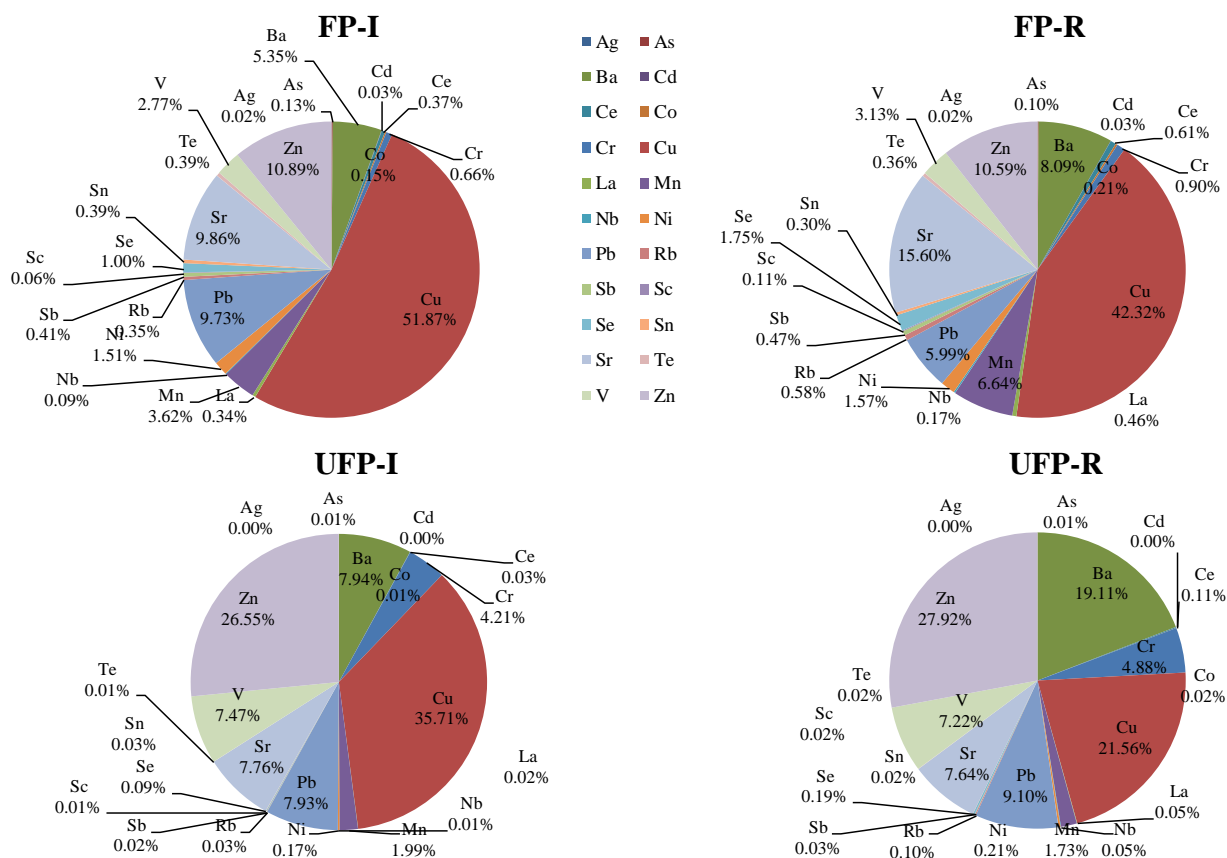 FP-I
Ba
5.35%
Cd
0.03%
Ce
0.37%
V
2.77%
Ag
0.02%
As
0.13%
Te
0.39%
Zn
10.89%
Co
0.15%
Cr
0.66%
Sn
0.39%
Sr
9.86%
Se
1.00%
Sc
0.06%
Cu
51.87%
Pb
9.73%
Sb
0.41%
Rb
0.35%
Ni
1.51%
Nb
0.09%
Mn
3.62%
La
0.34%
Ag As
Ba Cd
Ce Co
Cr Cu
La Mn
Nb Ni
Pb Rb
Sb Sc
Se Sn
Sr Te
V Zn
FP-R
As
0.10%
Cd
0.03%
Ce
0.61%
V
3.13%
Ag
0.02%
Te
0.36%
Zn
10.59%
Ba
8.09%
Co
0.21%
Cr
0.90%
Sn
0.30%
Se
1.75%
Sr
15.60%
Sc
0.11%
Cu
42.32%
Sb
0.47%
Pb
5.99%
Rb
0.58%
Mn
6.64%
Ni
1.57%
Nb
0.17%
La
0.46%
UFP-I
Ag
0.00%
As
0.01%
Cd
0.00%
Ba
7.94%
Co
0.01%
Ce
0.03%
Cr
4.21%
Zn
26.55%
Te
0.01%
V
7.47%
Cu
35.71%
Sn
0.03%
Sr
7.76%
La
0.02%
Se
0.09%
Sc
0.01%
Pb
7.93%
Sb
0.02%
Rb
0.03%
Ni
0.17%
Mn
1.99%
Nb
0.01%
UFP-R
Ag
0.00%
As
0.01%
Cd
0.00%
Ba
19.11%
Ce
0.11%
Zn
27.92%
Cr
4.88%
Co
0.02%
Te
0.02%
V
7.22%
Sc
0.02%
Cu
21.56%
Sn
0.02%
Sr
7.64%
Se
0.19%
Pb
9.10%
La
0.05%
Sb
0.03%
Rb
0.10%
Ni
0.21%
Mn
1.73%
Nb
0.05%